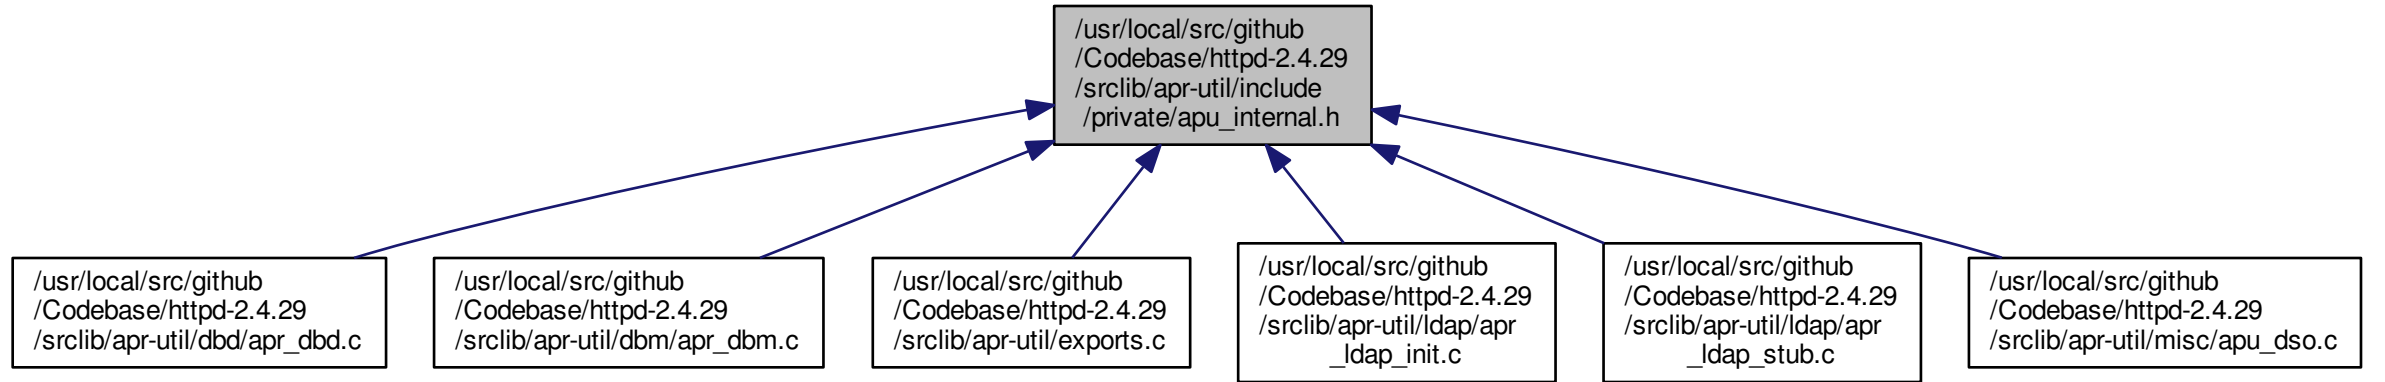 /usr/local/src/github
/Codebase/httpd-2.4.29
/srclib/apr-util/include
/private/apu_internal.h
/usr/local/src/github
/Codebase/httpd-2.4.29
/srclib/apr-util/dbd/apr_dbd.c
/usr/local/src/github
/Codebase/httpd-2.4.29
/srclib/apr-util/dbm/apr_dbm.c
/usr/local/src/github
/Codebase/httpd-2.4.29
/srclib/apr-util/exports.c
/usr/local/src/github
/Codebase/httpd-2.4.29
/srclib/apr-util/ldap/apr
_ldap_init.c
/usr/local/src/github
/Codebase/httpd-2.4.29
/srclib/apr-util/ldap/apr
_ldap_stub.c
/usr/local/src/github
/Codebase/httpd-2.4.29
/srclib/apr-util/misc/apu_dso.c